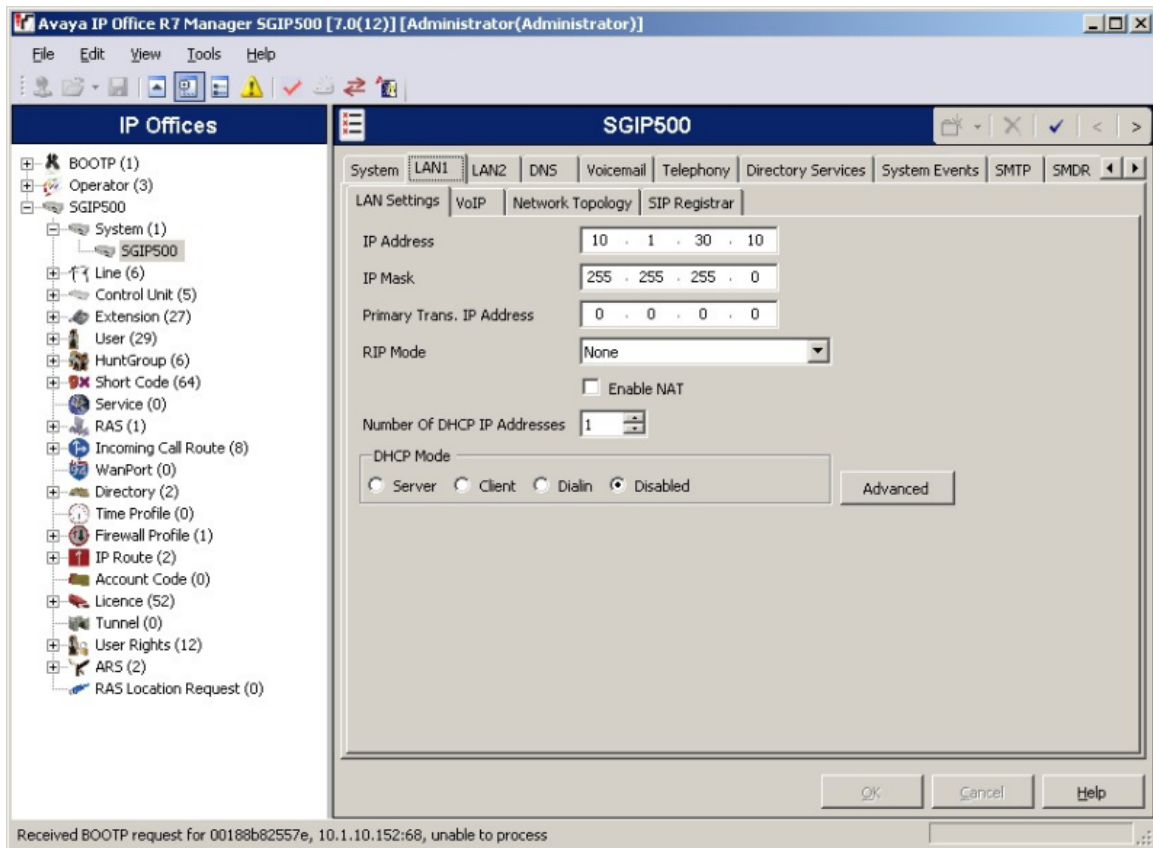 Avaya IP Office R7 Manager SGIP500 [7.0(12)] [Administrator(Administrator)]
File Edit View Tools Help
IP Offices
BOOTP (1)
Operator (3)
SGIP500
System (1)
SGIP500
Line (6)
Control Unit (5)
Extension (27)
User (29)
HuntGroup (6)
Short Code (64)
Service (0)
RAS (1)
Incoming Call Route (8)
WanPort (0)
Directory (2)
Time Profile (0)
Firewall Profile (1)
IP Route (2)
Account Code (0)
Licence (52)
Tunnel (0)
User Rights (12)
ARS (2)
RAS Location Request (0)
SGIP500
System LAN1 LAN2 DNS Voicemail Telephony Directory Services System Events SMTP SMDR
LAN Settings VoIP Network Topology SIP Registrar
IP Address 10 . 1 . 30 . 10
IP Mask 255 . 255 . 255 . 0
Primary Trans. IP Address 0 . 0 . 0 . 0
RIP Mode None
Enable NAT
Number Of DHCP IP Addresses 1
DHCP Mode
Server Client Dialin Disabled Advanced
OK Cancel Help
Received BOOTP request for 00188b82557e, 10.1.10.152:68, unable to process